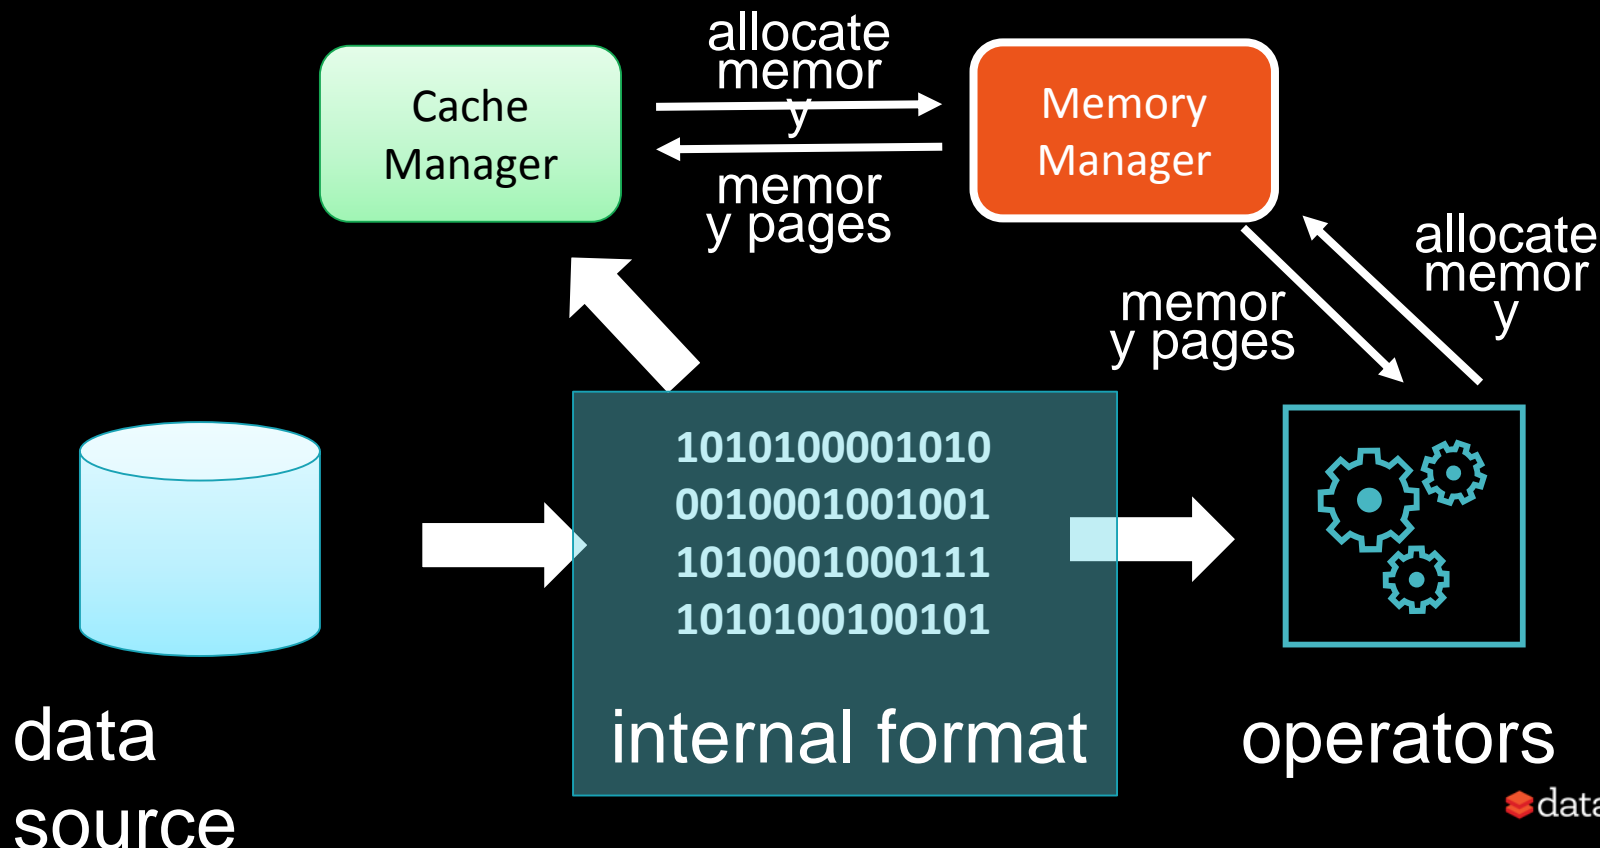 allocate
memor
y
Cache
Manager
Memory
Manager
memor
y pages
allocate
memor
y
memor
y pages
1010100001010
0010001001001
1010001000111
1010100100101
data
source
internal format
operators
data